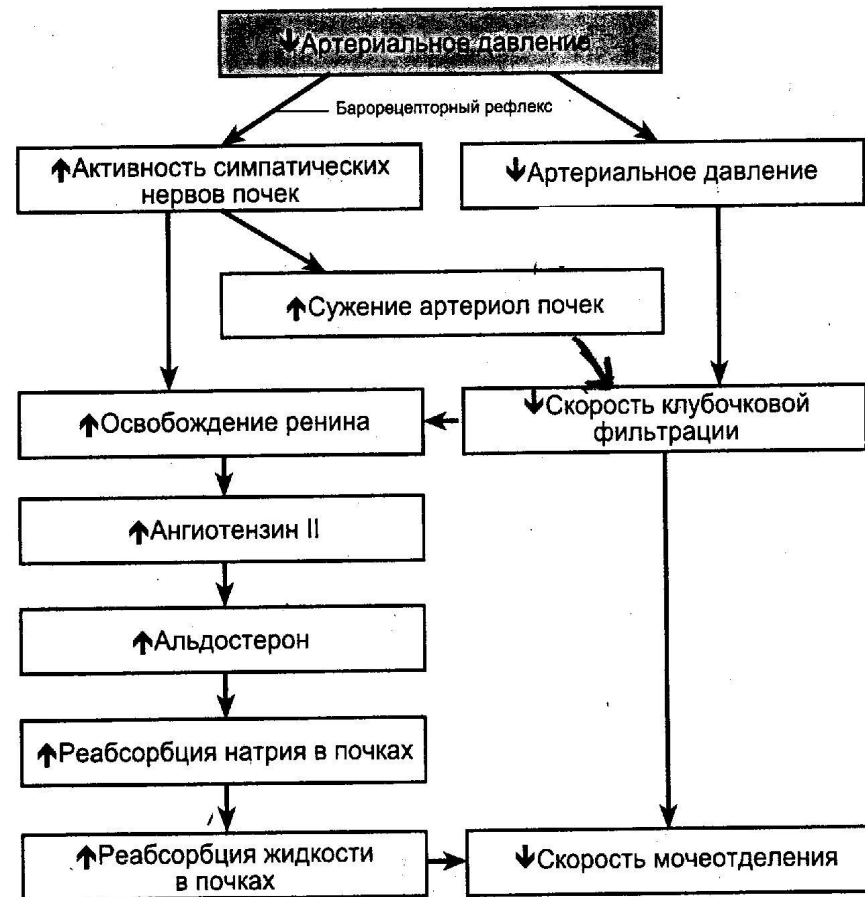 ↓Артериальное давление
Барорецепторный рефлекс
↑Активность симпатических
нервов почек
↓Артериальное давление
↑Сужение артериол почек
↑Освобождение ренина
↓Скорость клубочковой
фильтрации
↑Ангиотензин II
↑Альдостерон
↑Реабсорбция натрия в почках
↑Реабсорбция жидкости
в почках
↓Скорость мочеотделения